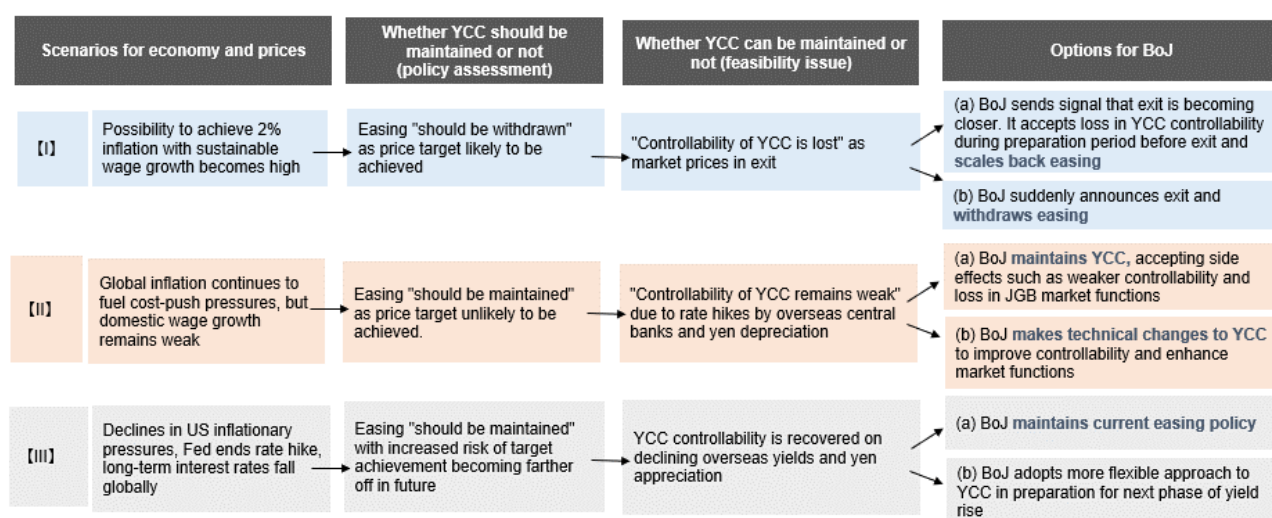 Scenarios for economy and prices
Whether YCC should be
maintained or not
(policy assessment)
Whether YCC can be maintained or
not (feasibility issue)
Options for BoJ
【I】
Possibility to achieve 2%
inflation with sustainable
wage growth becomes high
Easing "should be withdrawn"
as price target likely to be
achieved
"Controllability of YCC is lost" as
market prices in exit
(a) BoJ sends signal that exit is becoming
closer. It accepts loss in YCC controllability
during preparation period before exit and
scales back easing
(b) BoJ suddenly announces exit and
withdraws easing
【II】
Global inflation continues to
fuel cost-push pressures, but
domestic wage growth
remains weak
Easing "should be maintained"
as price target unlikely to be
achieved.
"Controllability of YCC remains weak"
due to rate hikes by overseas central
banks and yen depreciation
(a) BoJ maintains YCC, accepting side
effects such as weaker controllability and
loss in JGB market functions
(b) BoJ makes technical changes to YCC
to improve controllability and enhance
market functions
【III】
Declines in US inflationary
pressures, Fed ends rate hike,
long-term interest rates fall
globally
Easing "should be maintained"
with increased risk of target
achievement becoming farther
off in future
YCC controllability is recovered on
declining overseas yields and yen
appreciation
(a) BoJ maintains current easing policy
(b) BoJ adopts more flexible approach to
YCC in preparation for next phase of yield
rise